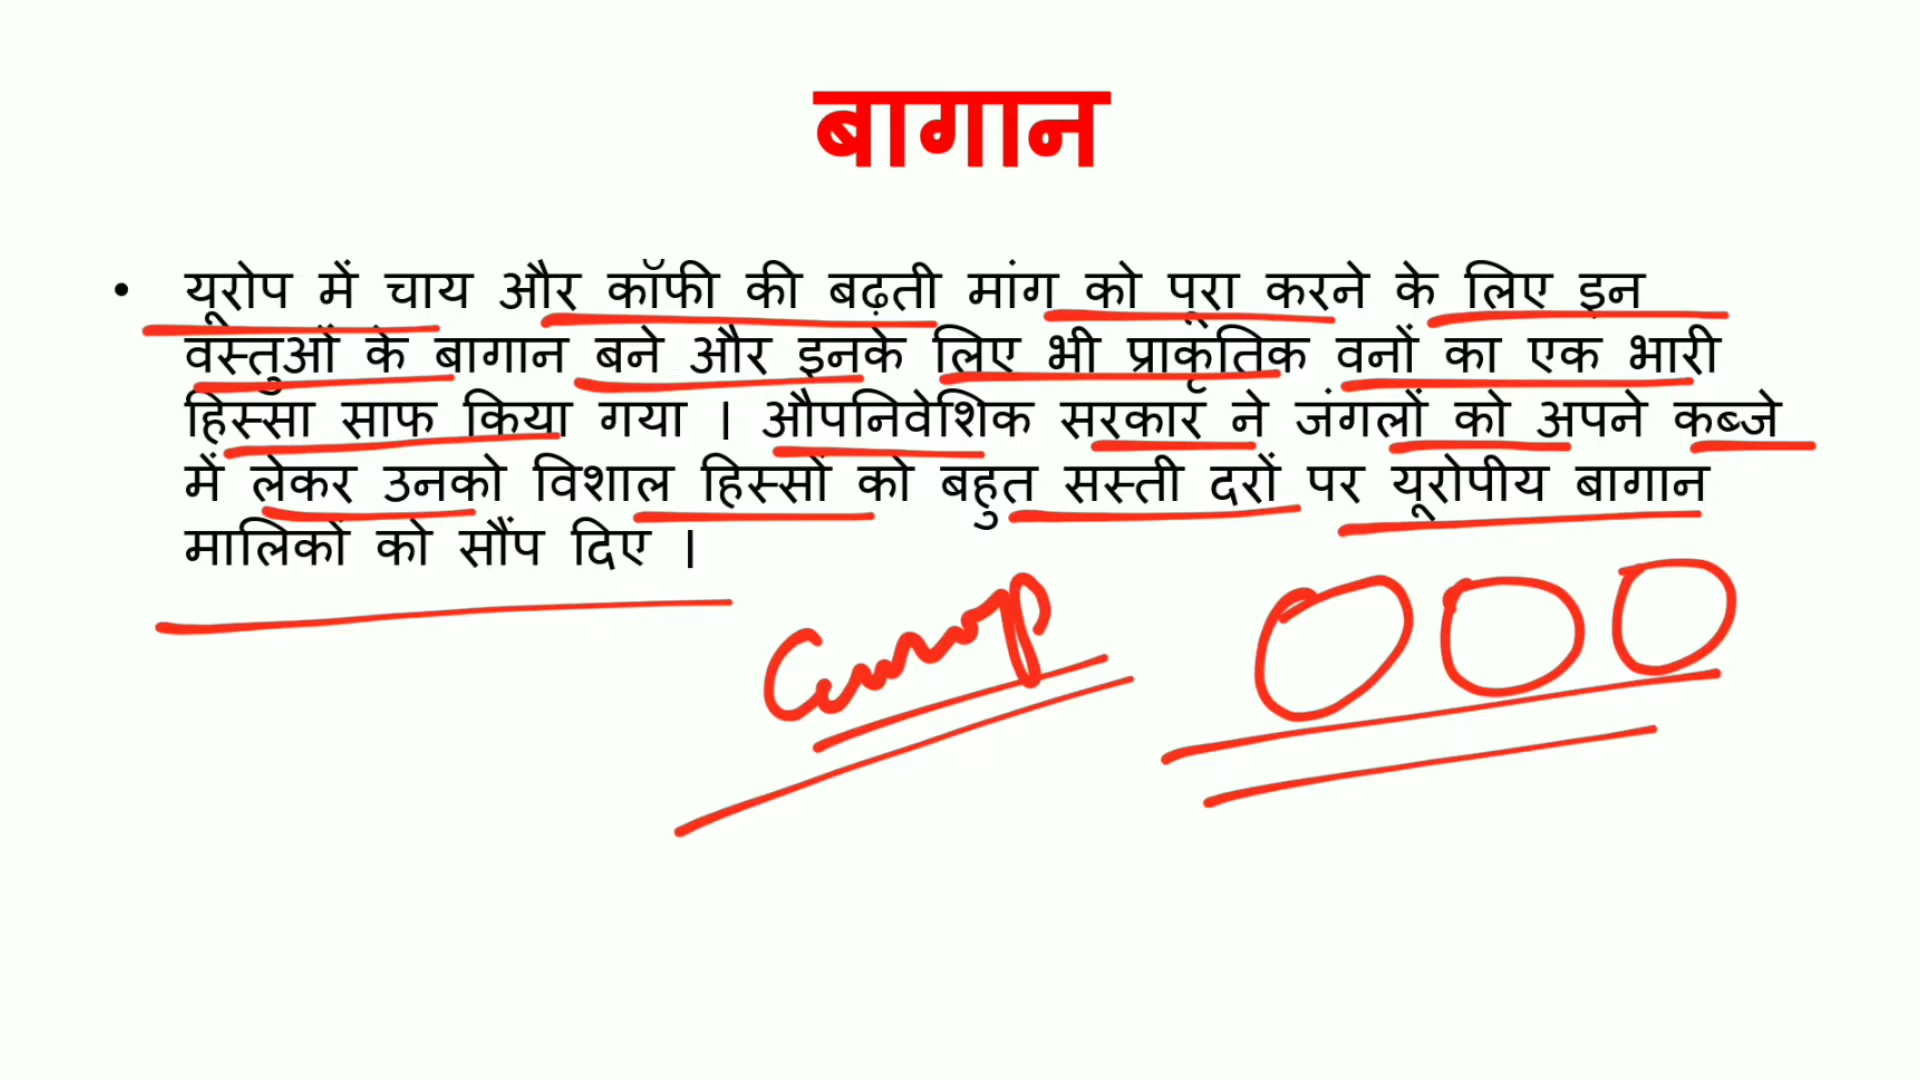 बागान
• यूरोप में चाय और कॉफी की बढ़ती मांग को पूरा करने के लिए इन
वस्तुओं के बागान बने और इनके लिए भी प्राकृतिक वनों का एक भारी
हिस्सा साफ किया गया । औपनिवेशिक सरकार ने जंगलों को अपने कब्जे
में लेकर उनको विशाल हिस्सों को बहुत सस्ती दरों पर यूरोपीय बागान
मालिकों को सौंप दिए ।